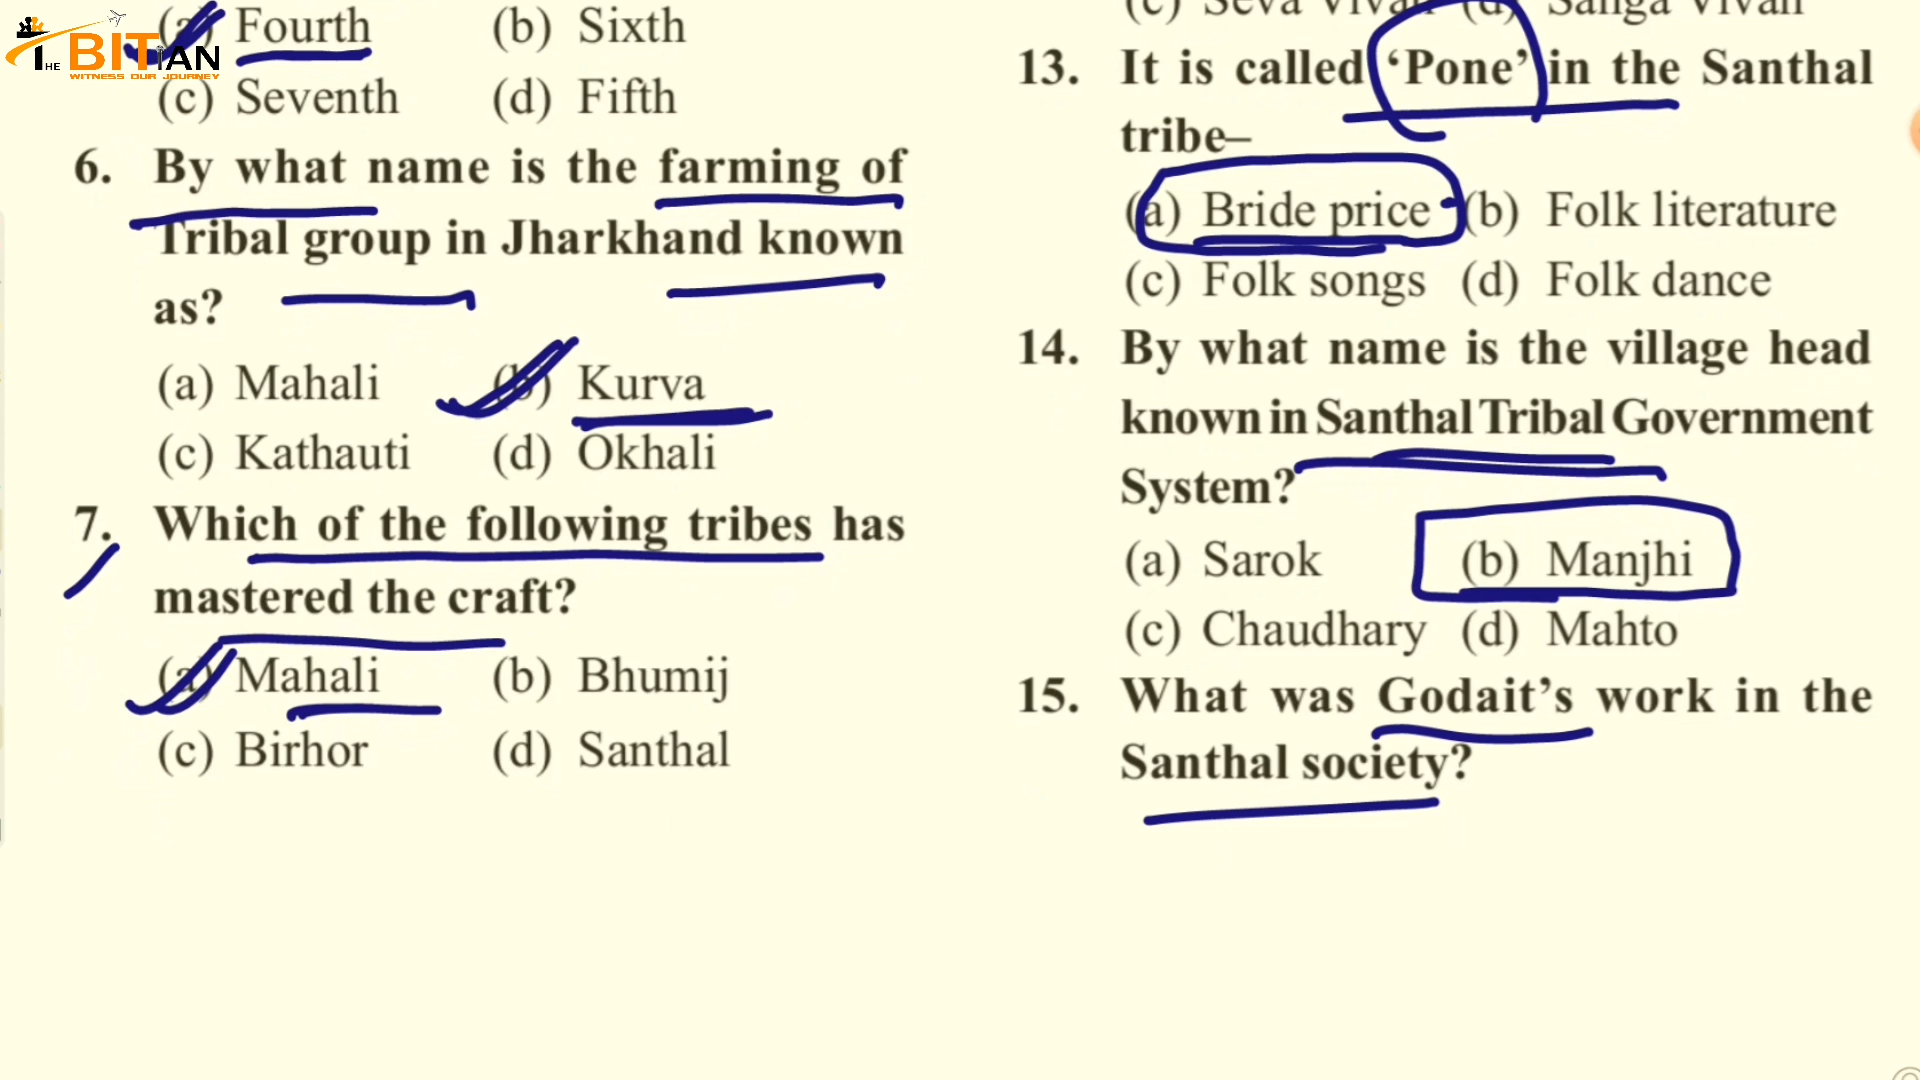 THE BITIAN
WITNESS OUR JOURNEY
(a) Fourth (b) Sixth
(c) Seventh (d) Fifth
6. By what name is the farming of
Tribal group in Jharkhand known
as?
(a) Mahali (b) Kurva
(c) Kathauti (d) Okhali
7. Which of the following tribes has
mastered the craft?
(a) Mahali (b) Bhumij
(c) Birhor (d) Santhal
(c) Seva Vivah (d) Sanga Vivah
13. It is called ‘Pone’ in the Santhal
tribe–
(a) Bride price (b) Folk literature
(c) Folk songs (d) Folk dance
14. By what name is the village head
known in Santhal Tribal Government
System?
(a) Sarok (b) Manjhi
(c) Chaudhary (d) Mahto
15. What was Godait’s work in the
Santhal society?